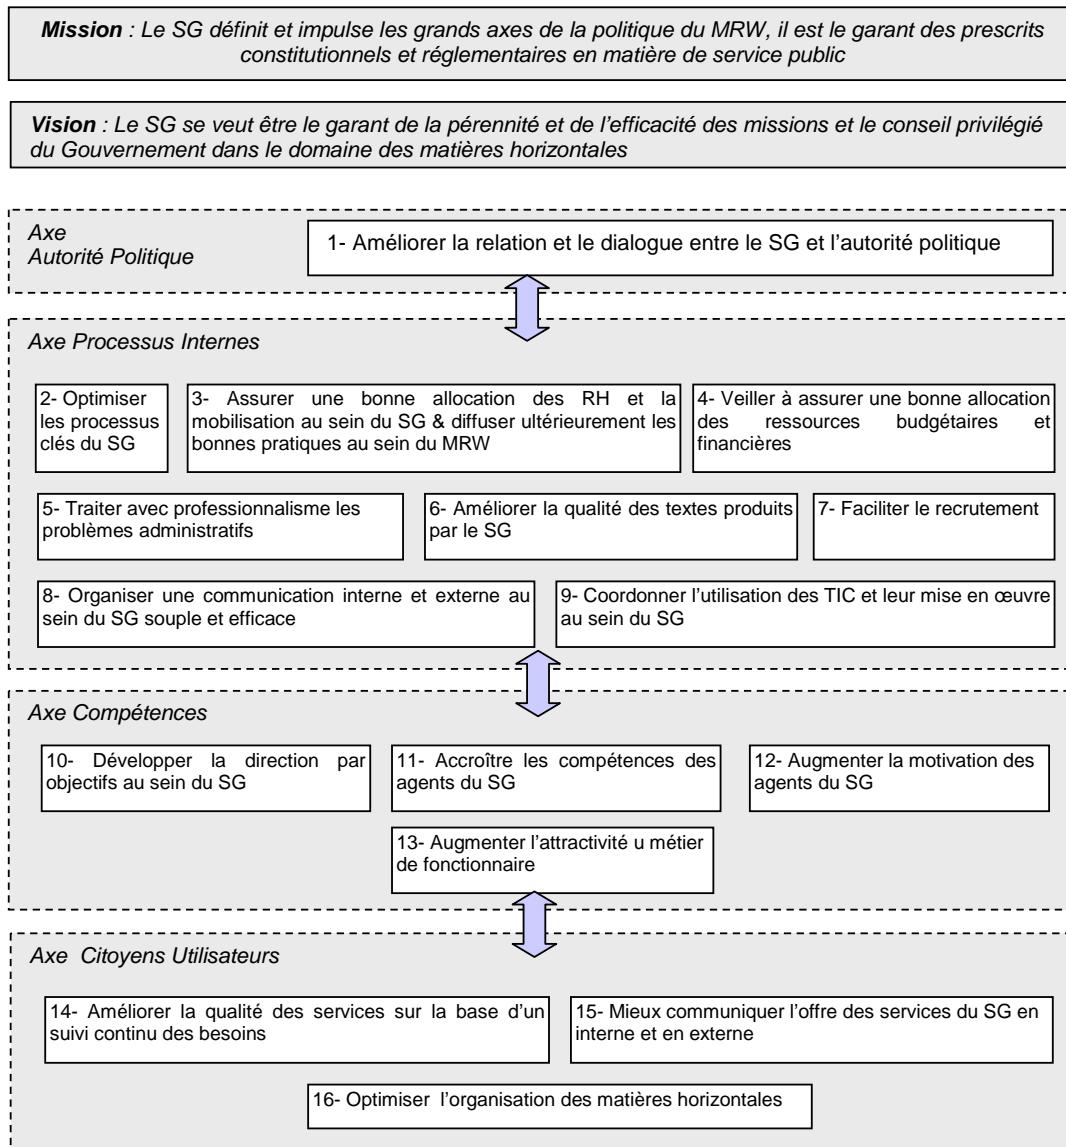 Mission : Le SG définit et impulse les grands axes de la politique du MRW, il est le garant des prescrits
constitutionnels et réglementaires en matière de service public
Vision : Le SG se veut être le garant de la pérennité et de l'efficacité des missions et le conseil privilégié
du Gouvernement dans le domaine des matières horizontales
Axe
Autorité Politique
1- Améliorer la relation et le dialogue entre le SG et l'autorité politique
Axe Processus Internes
2- Optimiser
les processus
clés du SG
3- Assurer une bonne allocation des RH et la
mobilisation au sein du SG & diffuser ultérieurement les
bonnes pratiques au sein du MRW
4- Veiller à assurer une bonne allocation
des ressources budgétaires et
financières
5- Traiter avec professionnalisme les
problèmes administratifs
6- Améliorer la qualité des textes produits
par le SG
7- Faciliter le recrutement
8- Organiser une communication interne et externe au
sein du SG souple et efficace
9- Coordonner l'utilisation des TIC et leur mise en œuvre
au sein du SG
Axe Compétences
10- Développer la direction par
objectifs au sein du SG
11- Accroître les compétences des
agents du SG
12- Augmenter la motivation des
agents du SG
13- Augmenter l'attractivité u métier
de fonctionnaire
Axe Citoyens Utilisateurs
14- Améliorer la qualité des services sur la base d'un
suivi continu des besoins
15- Mieux communiquer l'offre des services du SG en
interne et en externe
16- Optimiser l'organisation des matières horizontales